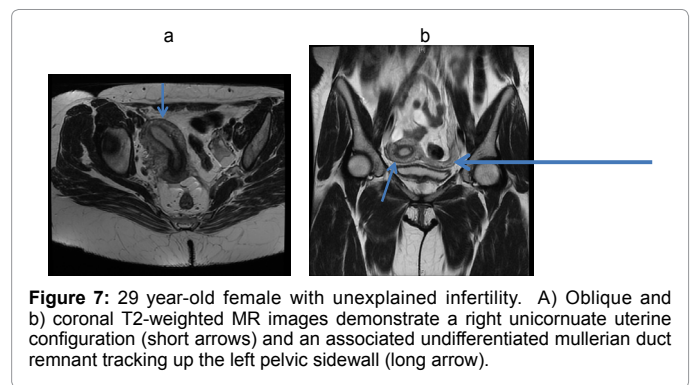 a
b
Figure 7: 29 year-old female with unexplained infertility. A) Oblique and
b) coronal T2-weighted MR images demonstrate a right unicornuate uterine
configuration (short arrows) and an associated undifferentiated mullerian duct
remnant tracking up the left pelvic sidewall (long arrow).